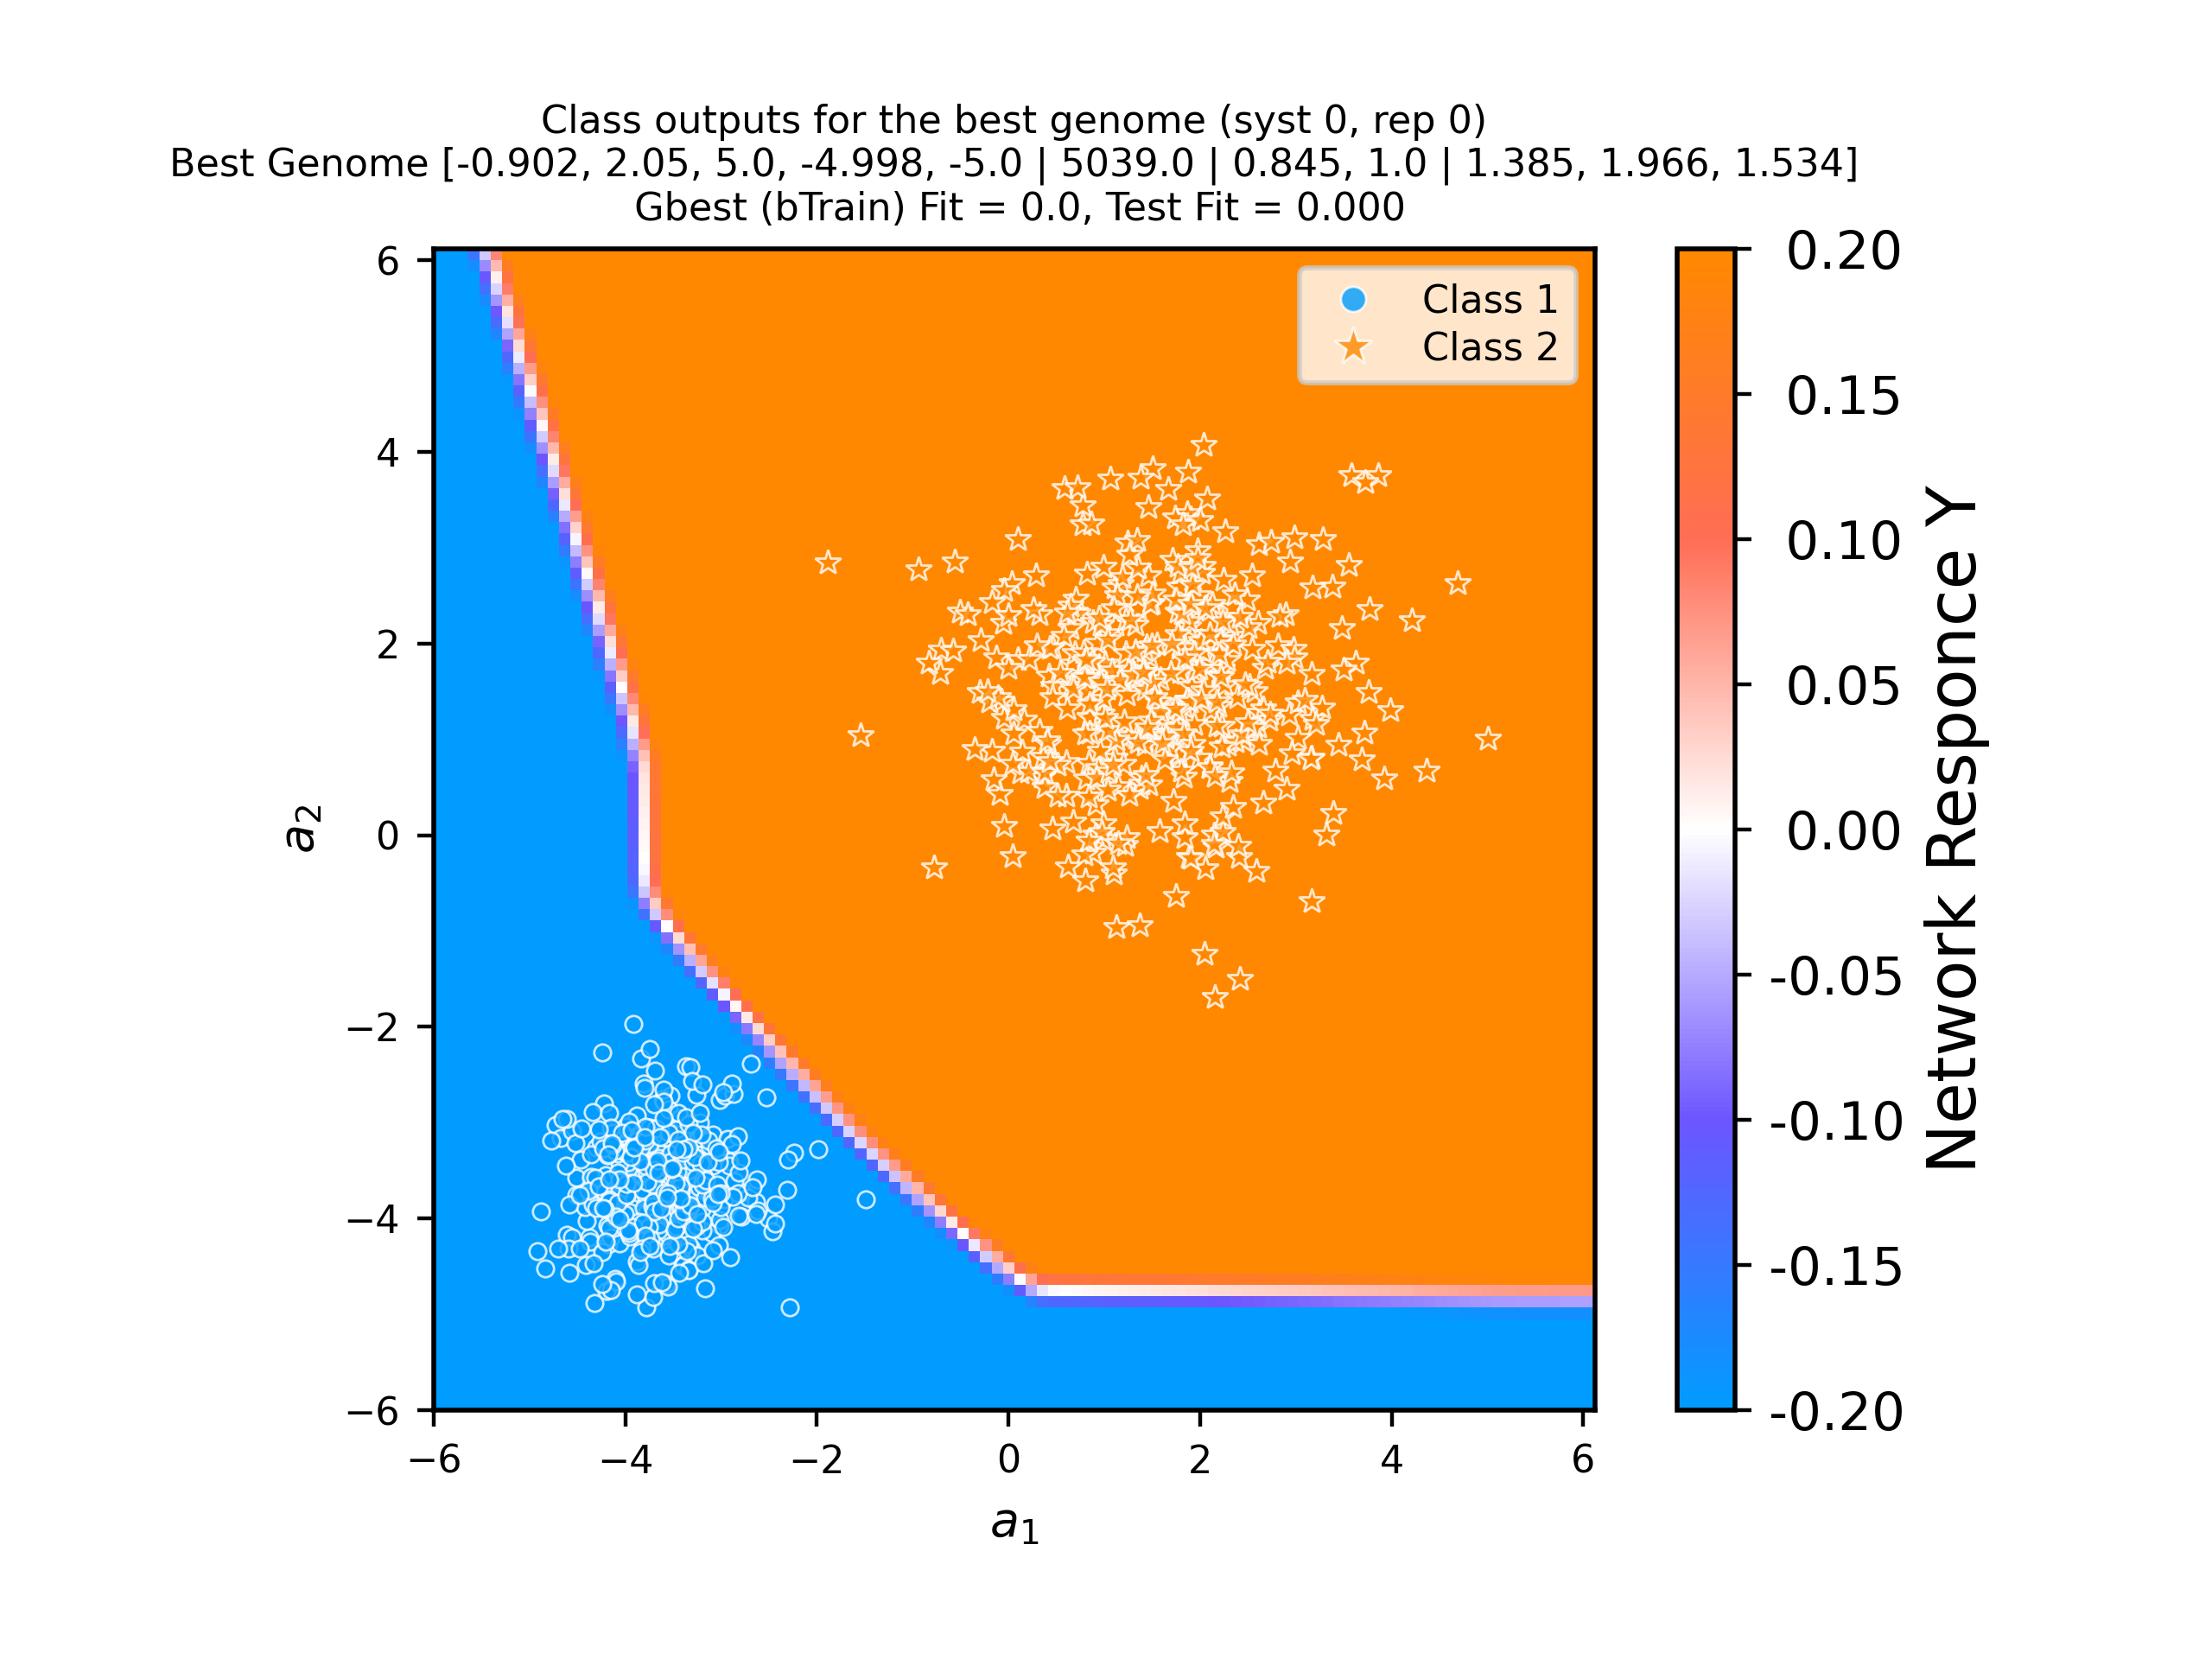 Class outputs for the best genome (syst 0, rep 0)
Best Genome [-0.902, 2.05, 5.0, -4.998, -5.0 | 5039.0 | 0.845, 1.0 | 1.385, 1.966, 1.534]
Gbest (bTrain) Fit = 0.0, Test Fit = 0.000
Class 1
Class 2
6
4
2
0
−2
−4
−6
a₂
−6
−4
−2
0
2
4
6
a₁
0.20
0.15
0.10
0.05
0.00
-0.05
-0.10
-0.15
-0.20
Network Responce Y